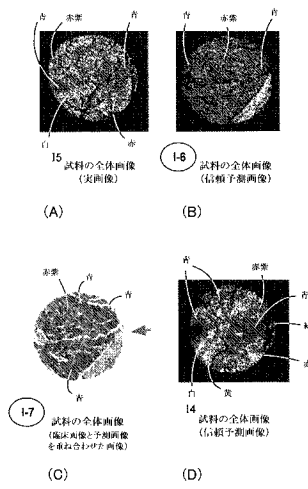 青 赤紫 青
白 赤
15
試料の全体画像
(実画像)
(A)
青 赤紫 青
I-6
試料の全体画像
(信頼予測画像)
(B)
赤紫 青 青
青
I-7
試料の全体画像
(臨床画像と予測画像
を重ね合わせた画像)
(C)
青 赤紫
青
白 黄
14
試料の全体画像
(信頼予測画像)
(D)